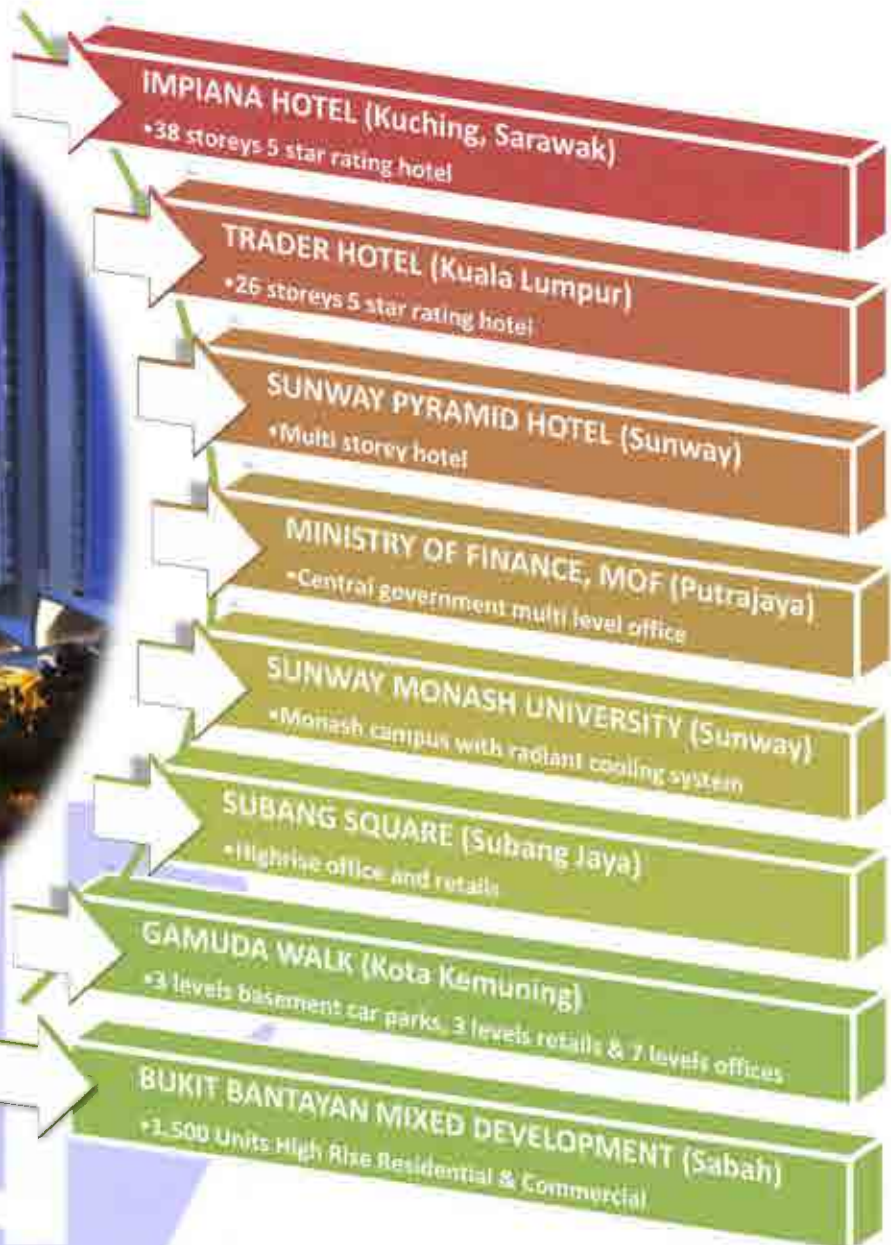 IMPIANA HOTEL (Kuching, Sarawak)
•38 storeys 5 star rating hotel
TRADER HOTEL (Kuala Lumpur)
•26 storeys 5 star rating hotel
SUNWAY PYRAMID HOTEL (Sunway)
•Multi storey hotel
MINISTRY OF FINANCE, MOF (Putrajaya)
•Central government multi level office
SUNWAY MONASH UNIVERSITY (Sunway)
•Monash campus with radiant cooling system
SUBANG SQUARE (Subang Jaya)
•Highrise office and retails
GAMUDA WALK (Kota Kemuning)
•3 levels basement car parks, 3 levels retails & 7 levels offices
BUKIT BANTAYAN MIXED DEVELOPMENT (Sabah)
•1,500 Units High Rise Residential & Commercial